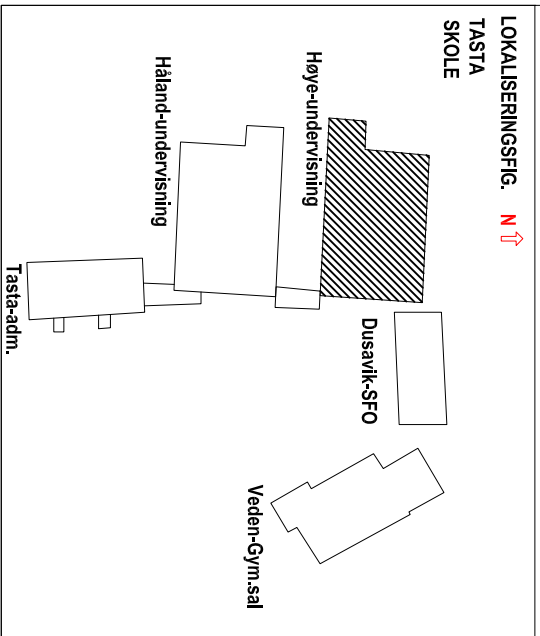 LOKALISERINGSFIG. N
TASTA
SKOLE
Høye-undervisning
Håland-undervisning
Dusavik-SFO
Tasta-adm.
Veden-Gym.sal